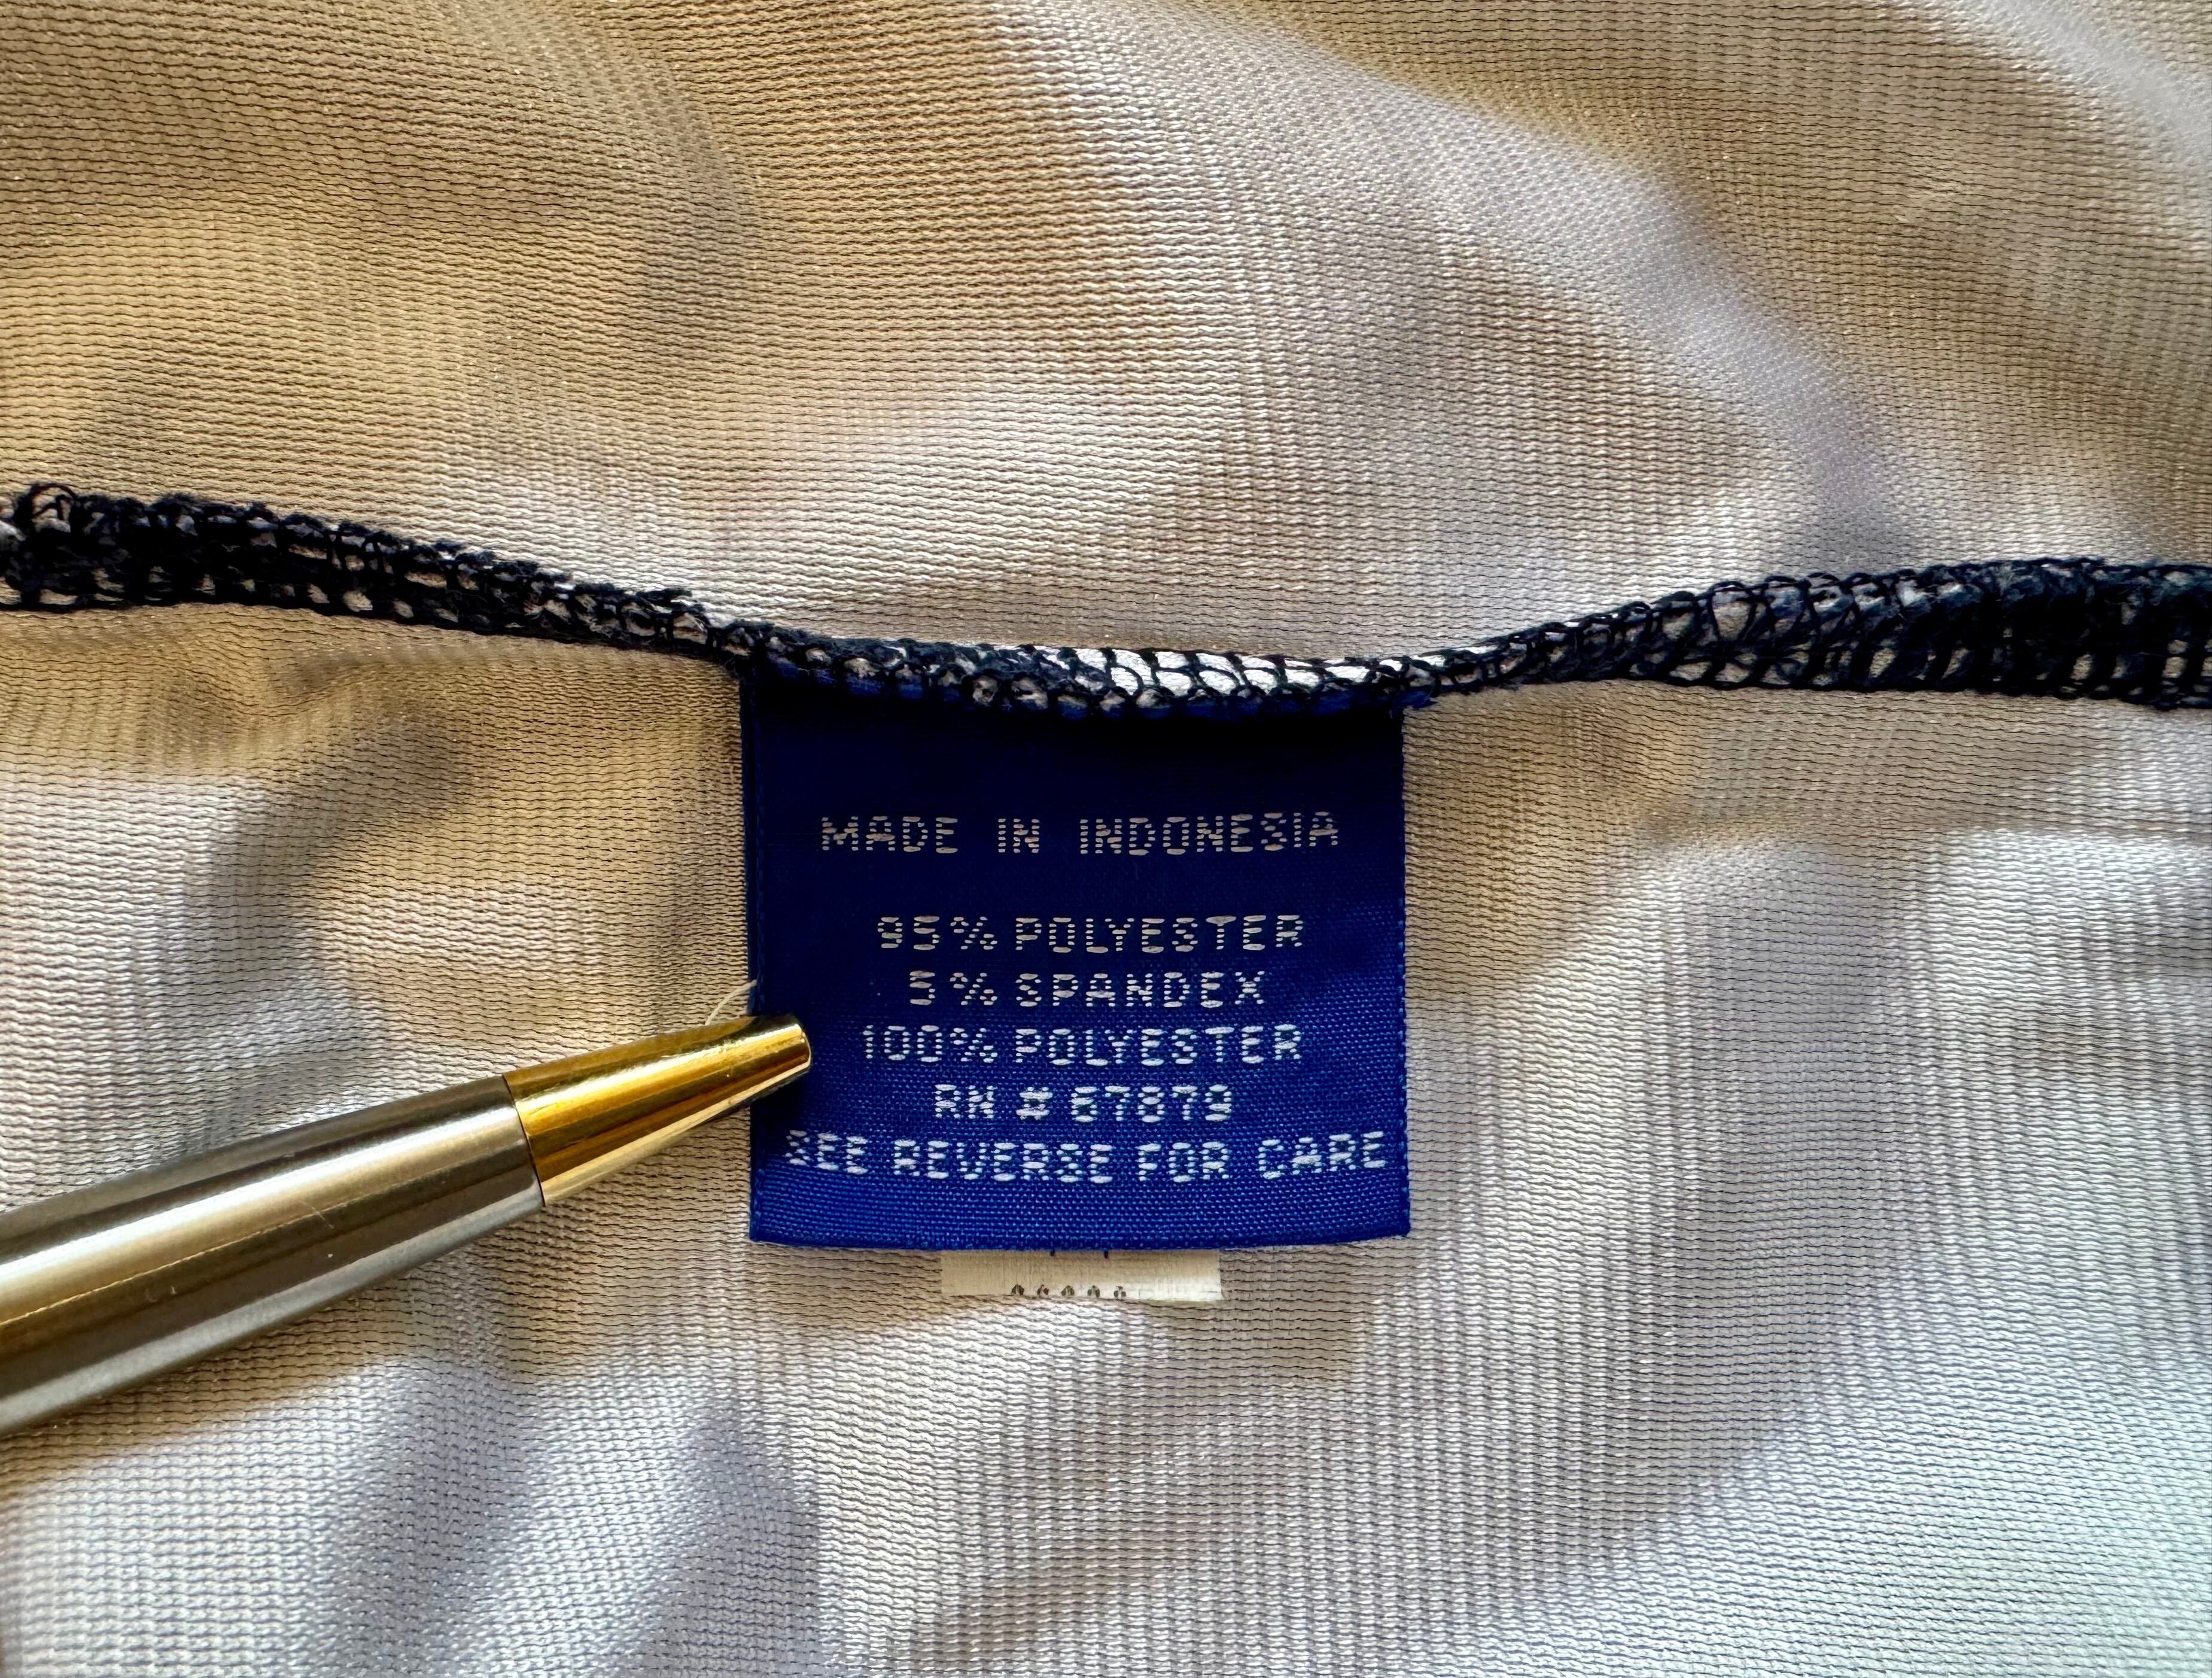 MADE IN INDONESIA
95% POLYESTER
5% SPANDEX
100% POLYESTER
RN # 67879
SEE REVERSE FOR CARE